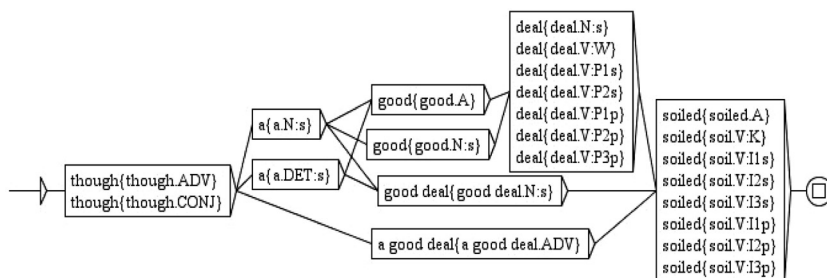 though{though.ADV}
though{though.CONJ}
a{a.N:s}
a{a.DET:s}
good{good.A}
good{good.N:s}
good deal{good deal.N:s}
a good deal{a good deal.ADV}
deal{deal.N:s}
deal{deal.V:W}
deal{deal.V:P1s}
deal{deal.V:P2s}
deal{deal.V:P1p}
deal{deal.V:P2p}
deal{deal.V:P3p}
soiled{soiled.A}
soiled{soil.V:K}
soiled{soil.V:I1s}
soiled{soil.V:I2s}
soiled{soil.V:I3s}
soiled{soil.V:I1p}
soiled{soil.V:I2p}
soiled{soil.V:I3p}